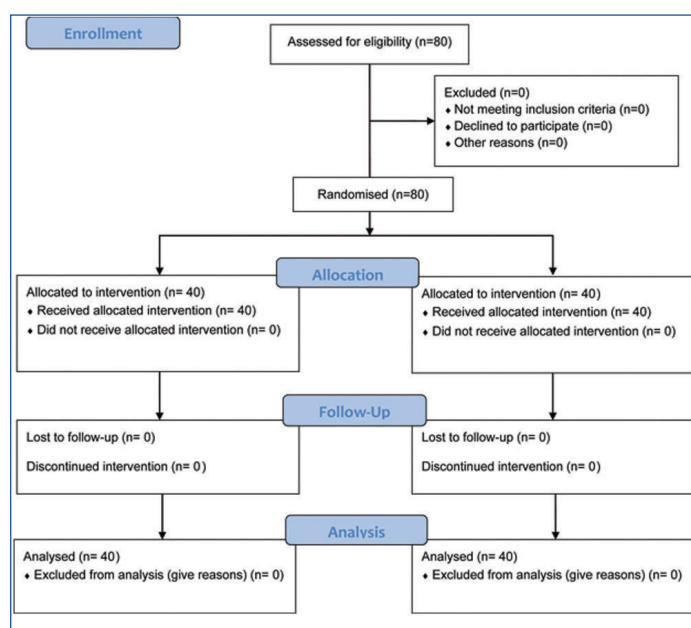 Enrollment
Assessed for eligibility (n=80)
Excluded (n=0)
♦ Not meeting inclusion criteria (n=0)
♦ Declined to participate (n=0)
♦ Other reasons (n=0)
Randomised (n=80)
Allocation
Allocated to intervention (n= 40)
♦ Received allocated intervention (n= 40)
♦ Did not receive allocated intervention (n= 0)
Allocated to intervention (n= 40)
♦ Received allocated intervention (n= 40)
♦ Did not receive allocated intervention (n= 0)
Follow-Up
Lost to follow-up (n= 0)
Discontinued intervention (n= 0)
Lost to follow-up (n= 0)
Discontinued intervention (n= 0)
Analysis
Analysed (n= 40)
♦ Excluded from analysis (give reasons) (n= 0)
Analysed (n= 40)
♦ Excluded from analysis (give reasons) (n= 0)